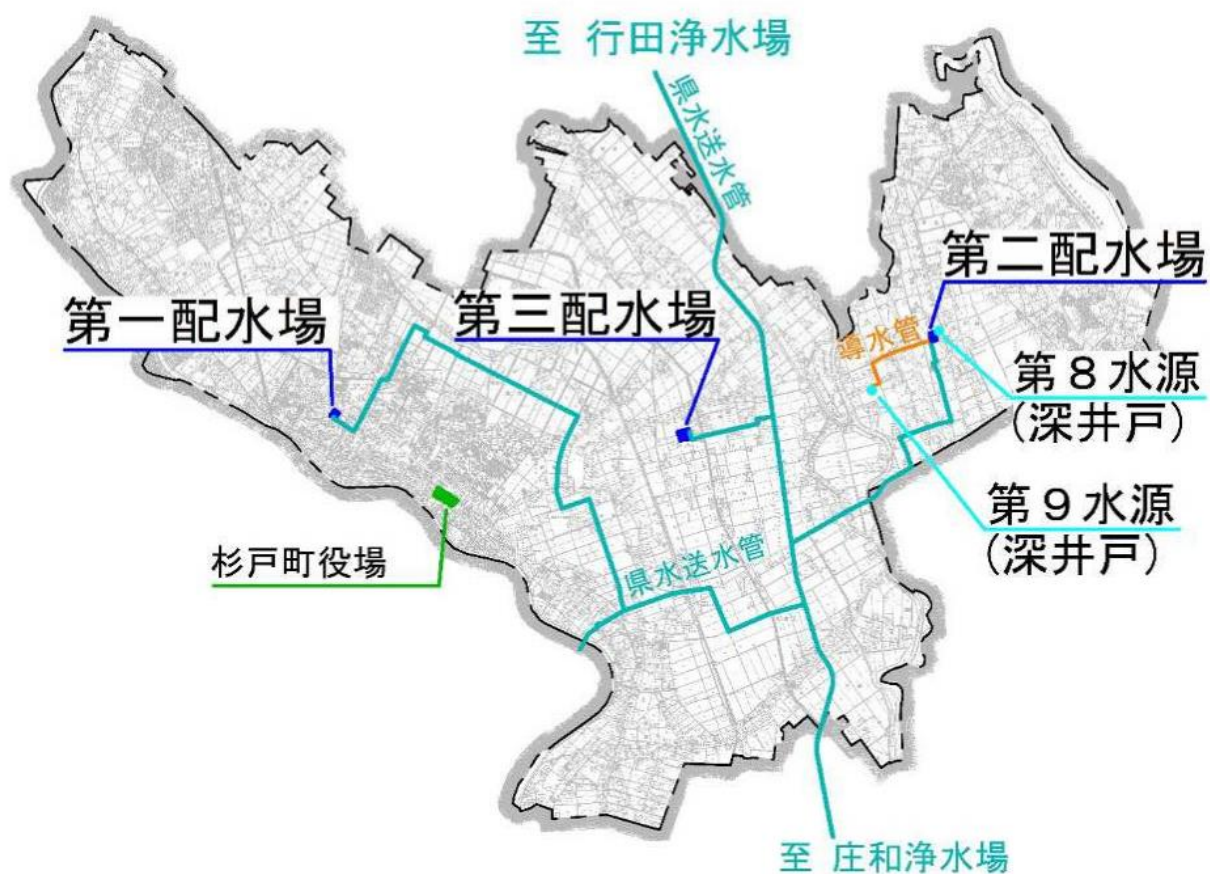 至 行田浄水場
県水送水管
第二配水場
第三配水場
第一配水場
導水管
第8水源
(深井戸)
第9水源
(深井戸)
杉戸町役場
県水送水管
至 庄和浄水場